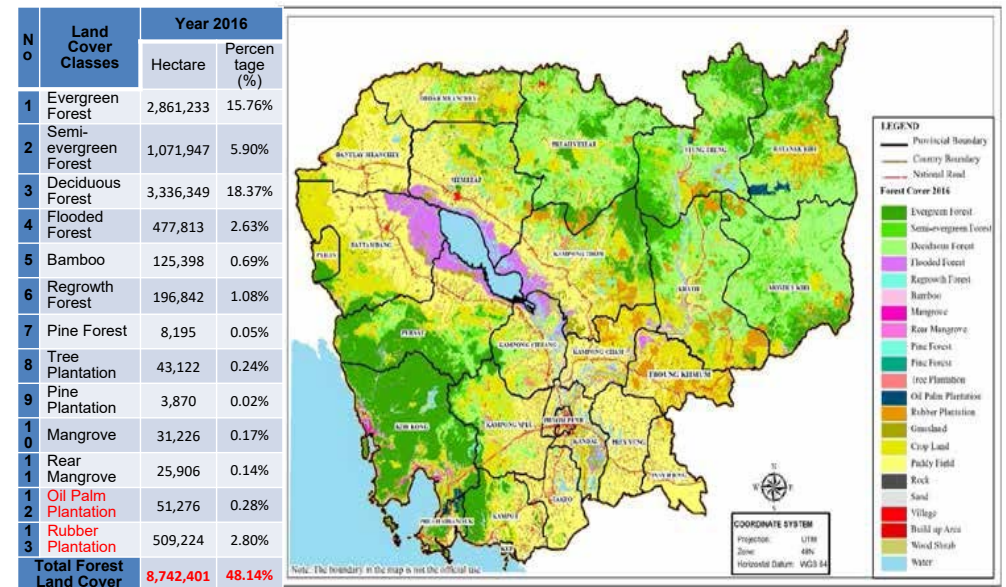 No Land Cover Classes Year 2016
Hectare Percentage (%)
1 Evergreen Forest 2,861,233 15.76%
2 Semi-evergreen Forest 1,071,947 5.90%
3 Deciduous Forest 3,336,349 18.37%
4 Flooded Forest 477,813 2.63%
5 Bamboo 125,398 0.69%
6 Regrowth Forest 196,842 1.08%
7 Pine Forest 8,195 0.05%
8 Tree Plantation 43,122 0.24%
9 Pine Plantation 3,870 0.02%
10 Mangrove 31,226 0.17%
11 Rear Mangrove 25,906 0.14%
12 Oil Palm Plantation 51,276 0.28%
13 Rubber Plantation 509,224 2.80%
Total Forest Land Cover 8,742,401 48.14%
ODDAR MEANCHEY
BANTEAY MEANCHEY
PREAH VIHEAR
STUNG TRENG
SIEM REAP
BATTAMBANG
PAILIN
KAMPONG THOM
KRATIE
PURSAT
KAMPONG CHHNANG
KAMPONG CHAM
TBOUNG KHMUM
KOH KONG
KAMPONG SPEU
PHNOM PENH
KANDAL
PREY VENG
SVAY RIENG
TAKEO
KAMPOT
KEP
LEGEND
Provincial Boundary
Country Boundary
National Road
Forest Cover 2016
Evergreen Forest
Semi-evergreen Forest
Deciduous Forest
Flooded Forest
Regrowth Forest
Bamboo
Mangrove
Rear Mangrove
Pine Forest
Pine Forest
Tree Plantation
Oil Palm Plantation
Rubber Plantation
Grassland
Crop Land
Paddy Field
Rock
Sand
Village
Build up Area
Wood Shrub
Water
N
W E
S
COORDINATE SYSTEM
Projection: UTM
Zone: 48N
Horizontal Datum: WGS 84
Note: The boundary in the map is not the official use